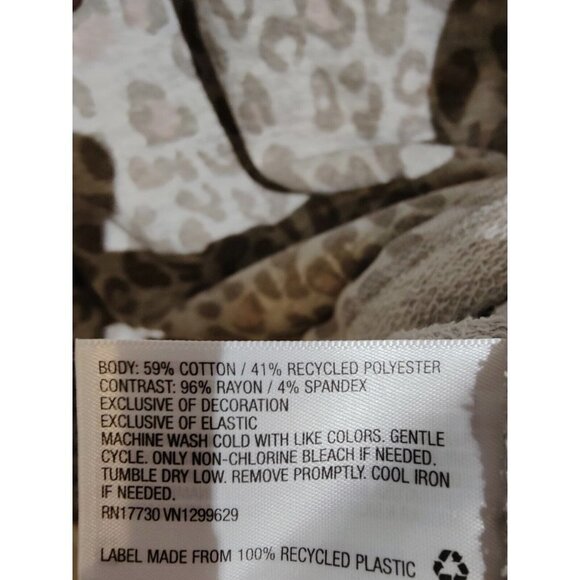 BODY: 59% COTTON / 41% RECYCLED POLYESTER
CONTRAST: 96% RAYON / 4% SPANDEX
EXCLUSIVE OF DECORATION
EXCLUSIVE OF ELASTIC
MACHINE WASH COLD WITH LIKE COLORS. GENTLE
CYCLE. ONLY NON-CHLORINE BLEACH IF NEEDED.
TUMBLE DRY LOW. REMOVE PROMPTLY. COOL IRON
IF NEEDED.
RN17730 VN1299629
LABEL MADE FROM 100% RECYCLED PLASTIC